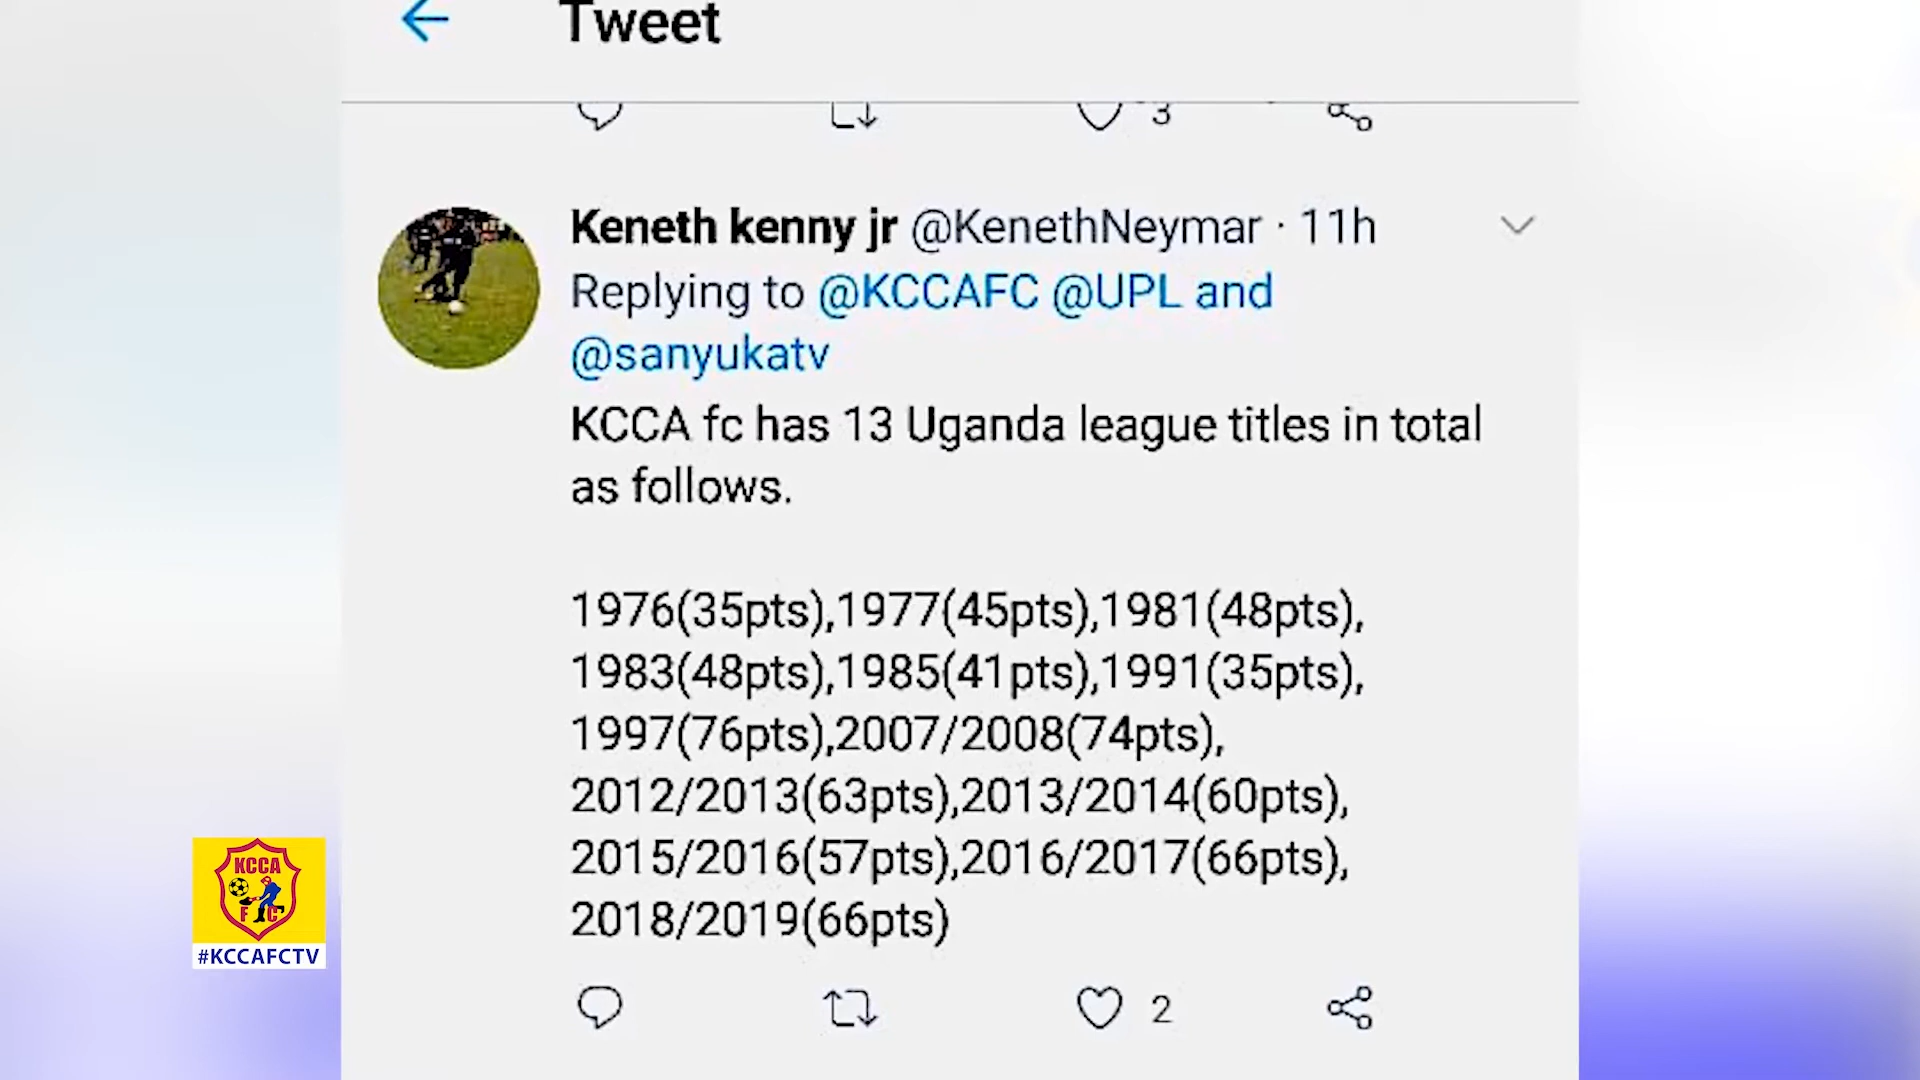 Tweet
3
Keneth kenny jr @KenethNeymar · 11h
Replying to @KCCAFC @UPL and
@sanyukatv
KCCA fc has 13 Uganda league titles in total
as follows.
1976(35pts),1977(45pts),1981(48pts),
1983(48pts),1985(41pts),1991(35pts),
1997(76pts),2007/2008(74pts),
2012/2013(63pts),2013/2014(60pts),
2015/2016(57pts),2016/2017(66pts),
2018/2019(66pts)
2
KCCA
FC
#KCCAFCTV